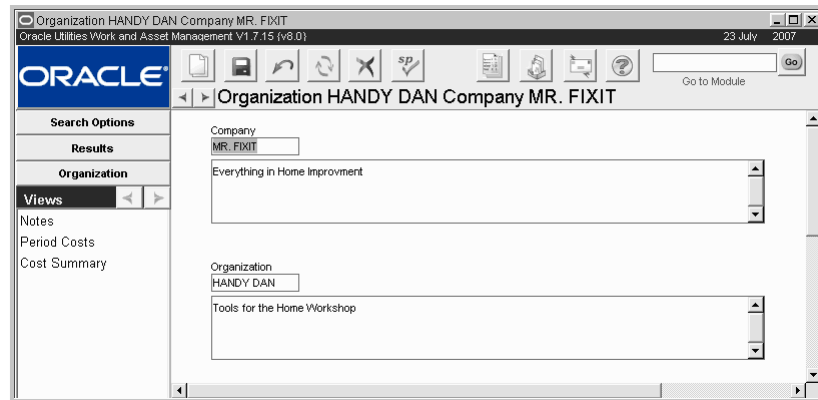 Organization HANDY DAN Company MR. FIXIT
Oracle Utilities Work and Asset Management V1.7.15 {v8.0}
23 July 2007
ORACLE
sp
Go
Go to Module
Organization HANDY DAN Company MR. FIXIT
Search Options
Results
Organization
Views
Notes
Period Costs
Cost Summary
Company
MR. FIXIT
Everything in Home Improvment
Organization
HANDY DAN
Tools for the Home Workshop